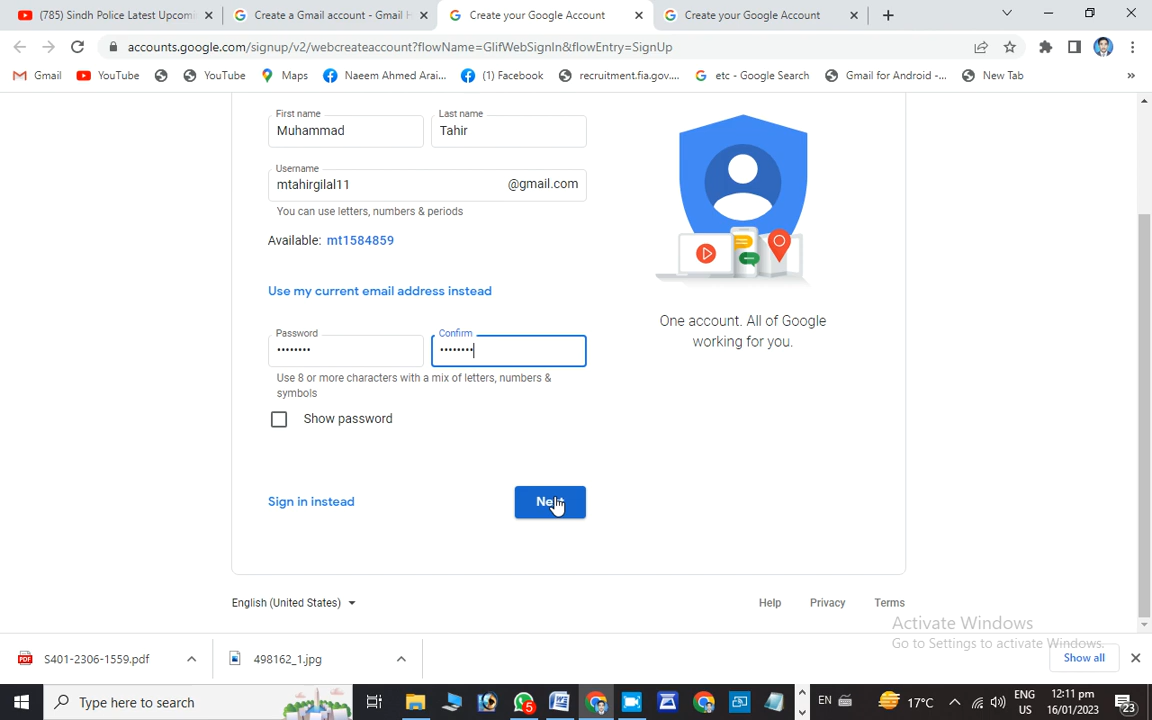 (785) Sindh Police Latest Upcomi
Create a Gmail account - Gmail H
Create your Google Account
Create your Google Account
accounts.google.com/signup/v2/webcreateaccount?flowName=GlifWebSignIn&flowEntry=SignUp
Gmail
YouTube
YouTube
Maps
Naeem Ahmed Arai...
(1) Facebook
recruitment.fia.gov....
etc - Google Search
Gmail for Android -...
New Tab
»
First name
Last name
Muhammad
Tahir
Username
mtahirgilal11
@gmail.com
You can use letters, numbers & periods
Available: mt1584859
Use my current email address instead
Password
Confirm
Use 8 or more characters with a mix of letters, numbers &
symbols
Show password
Sign in instead
Next
One account. All of Google
working for you.
English (United States)
Help
Privacy
Terms
Activate Windows
Go to Settings to activate Windows.
S401-2306-1559.pdf
498162_1.jpg
Show all
Type here to search
5
EN
17°C
ENG
US
12:11 pm
16/01/2023
23